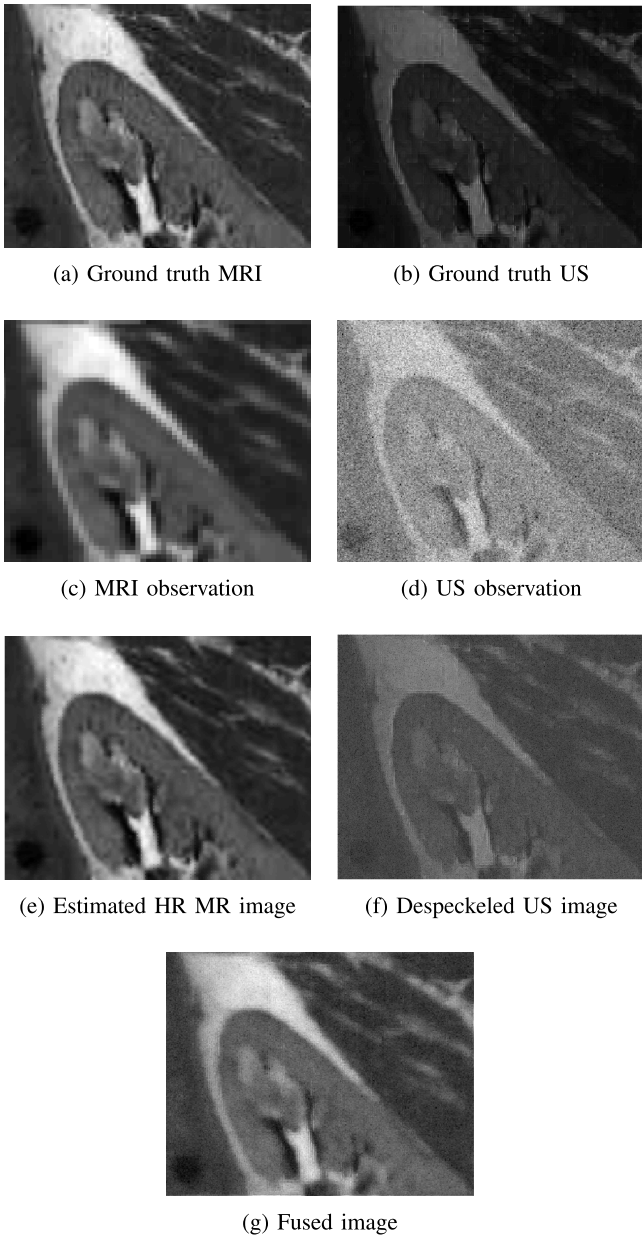 (a) Ground truth MRI
(b) Ground truth US
(c) MRI observation
(d) US observation
(e) Estimated HR MR image
(f) Despeckeled US image
(g) Fused image